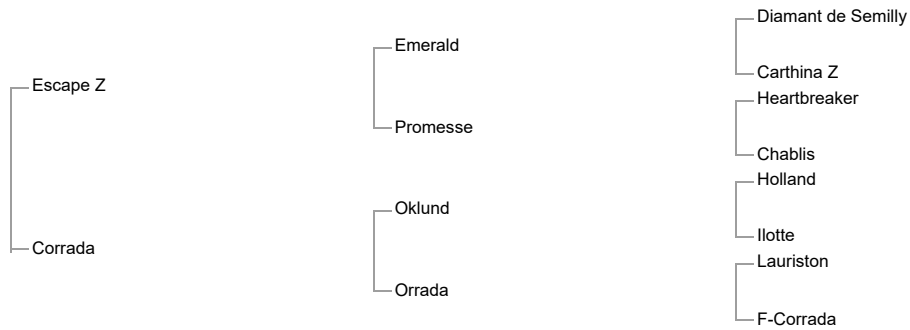 Diamant de Semilly
Emerald
Carthina Z
Escape Z
Heartbreaker
Promesse
Chablis
Holland
Oklund
Ilotte
Corrada
Lauriston
Orrada
F-Corrada